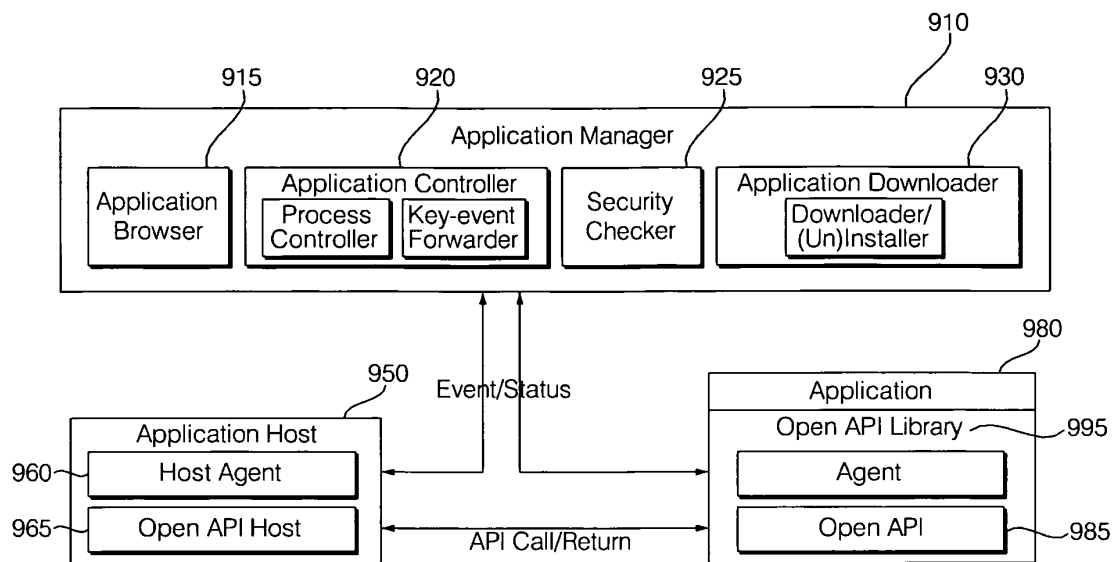 910
915
920
925
930
Application Manager
Application
Browser
Application Controller
Process
Controller
Key-event
Forwarder
Security
Checker
Application Downloader
Downloader/
(Un)Installer
Event/Status
950
Application Host
960
Host Agent
965
Open API Host
API Call/Return
980
Application
Open API Library
995
Agent
Open API
985